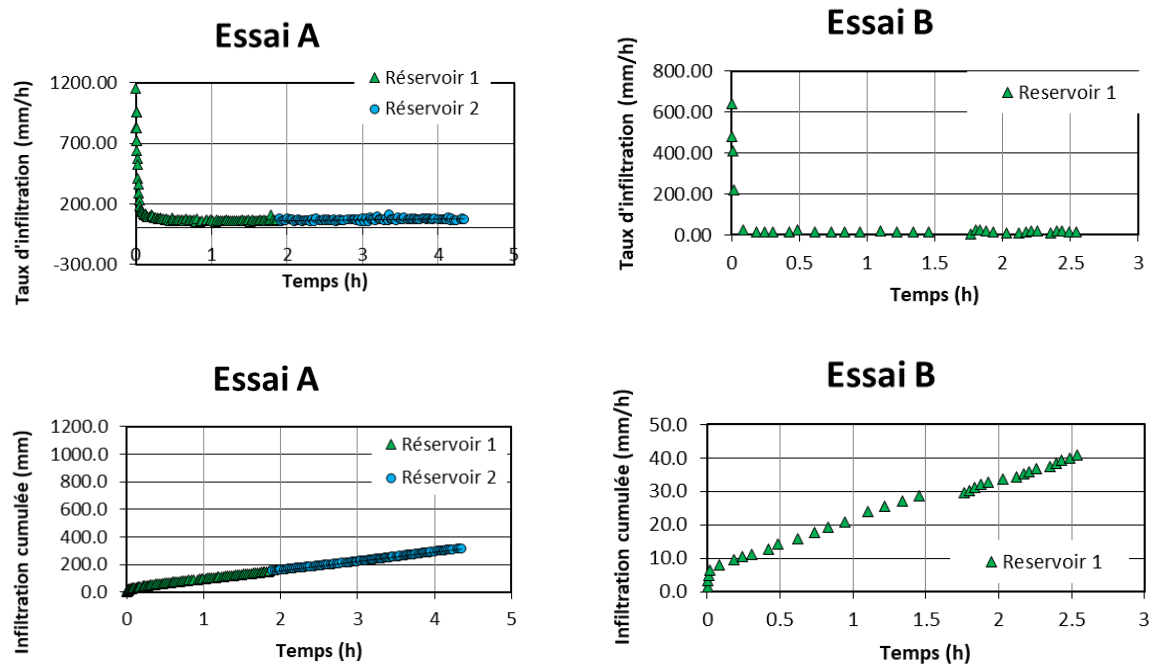 Essai A
Taux d'infiltration (mm/h)
1200.00
700.00
200.00
-300.00
Réservoir 1
Réservoir 2
0 1 2 3 4 5
Temps (h)
Essai B
Taux d'infiltration (mm/h)
800.00
600.00
400.00
200.00
0.00
Reservoir 1
0 0.5 1 1.5 2 2.5 3
Temps (h)
Essai A
Infiltration cumulée (mm)
1200.0
1000.0
800.0
600.0
400.0
200.0
0.0
Réservoir 1
Réservoir 2
0 1 2 3 4 5
Temps (h)
Essai B
Infiltration cumulée (mm/h)
50.0
40.0
30.0
20.0
10.0
0.0
Reservoir 1
0 0.5 1 1.5 2 2.5 3
Temps (h)